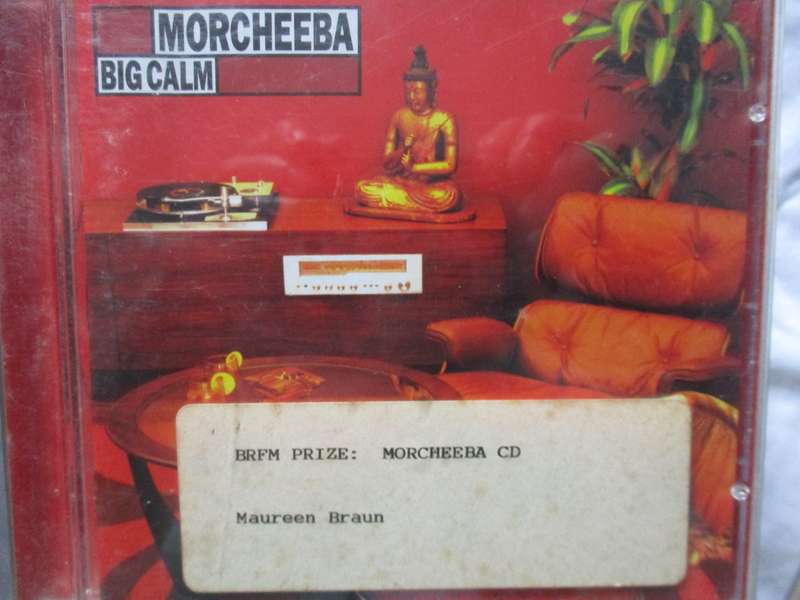 MORCHEEBA
BIG CALM
BRFM PRIZE: MORCHEEBA CD
Maureen Braun